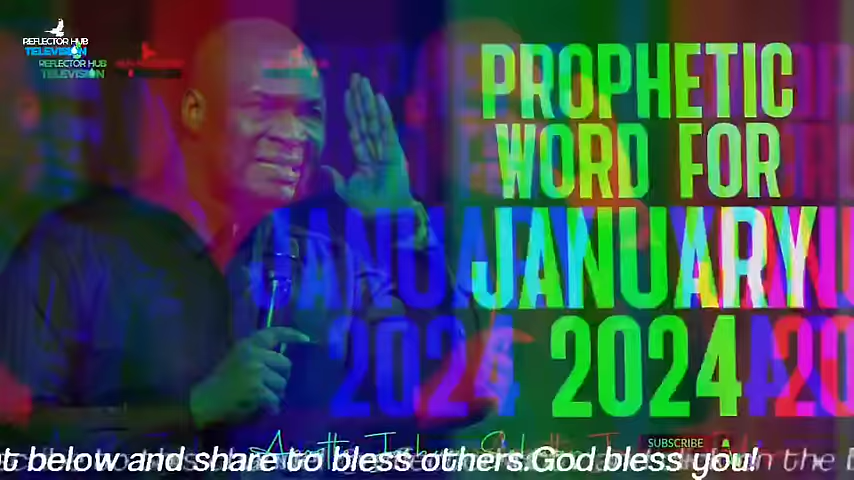 REFLECTOR HUB
TELEVISION
REFLECTOR HUB
TELEVISION
PROPHETIC
WORD FOR
JANUARY
2024
SUBSCRIBE
t below and share to bless others.God bless you!